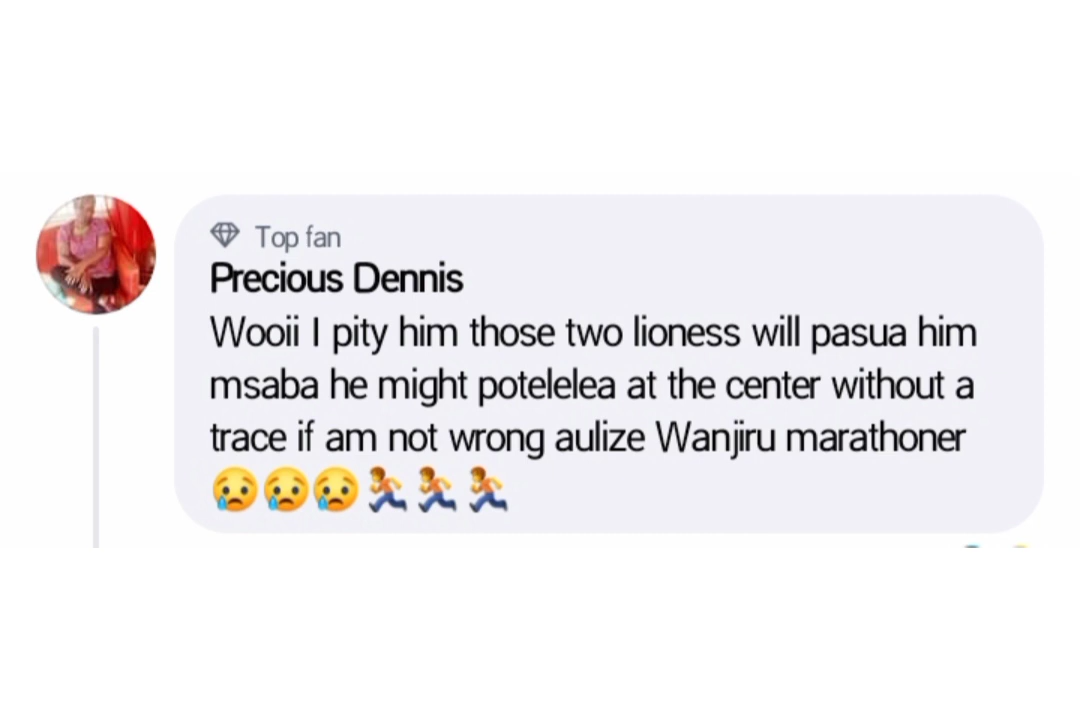 Top fan
Precious Dennis
Wooii I pity him those two lioness will pasua him
msaba he might potelelea at the center without a
trace if am not wrong aulize Wanjiru marathoner
😢😢😢🏃🏃🏃